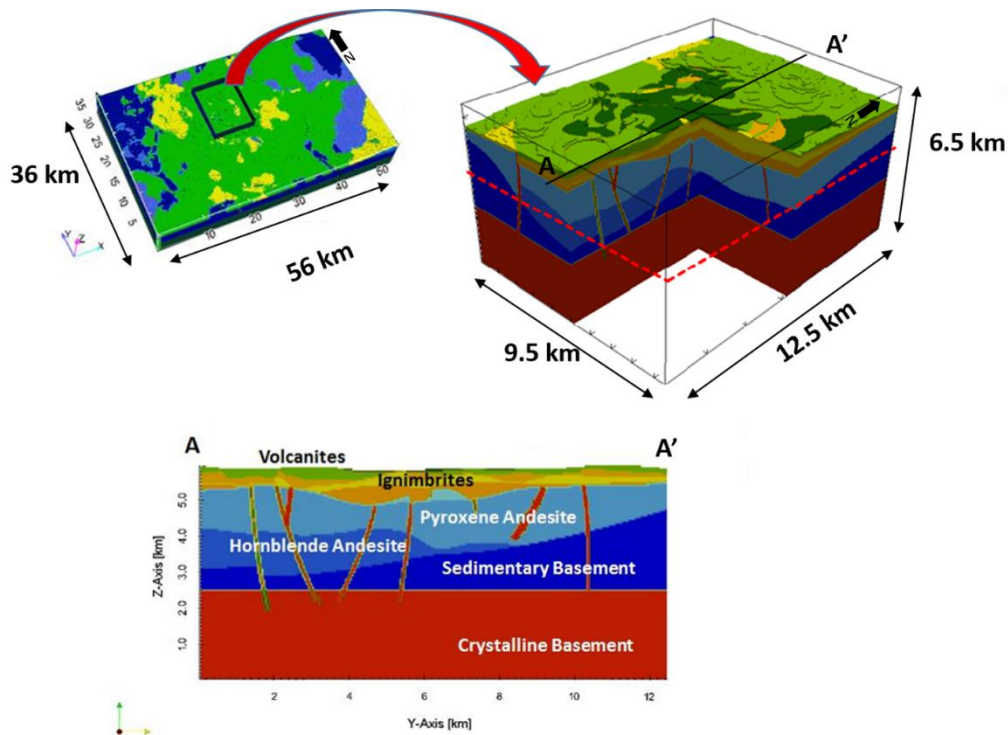 N
35
30
25
20
15
10
5
36 km
Y
Z
X
10
20
30
40
50
56 km
A'
N
A
6.5 km
9.5 km
12.5 km
A
A'
Volcanites
Ignimbrites
Pyroxene Andesite
Hornblende Andesite
Sedimentary Basement
Crystalline Basement
Z-Axis [km]
5.0
4.0
3.0
2.0
1.0
2
4
6
8
10
12
Y-Axis [km]